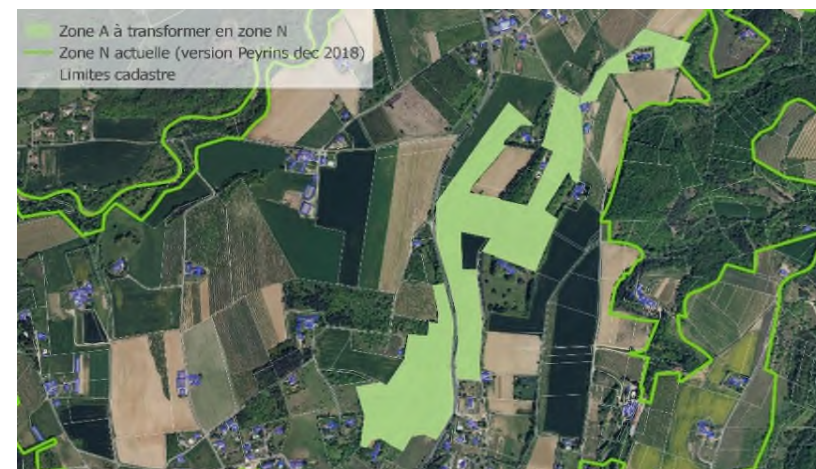 Zone A à transformer en zone N
Zone N actuelle (version Peyrins dec 2018)
Limites cadastre